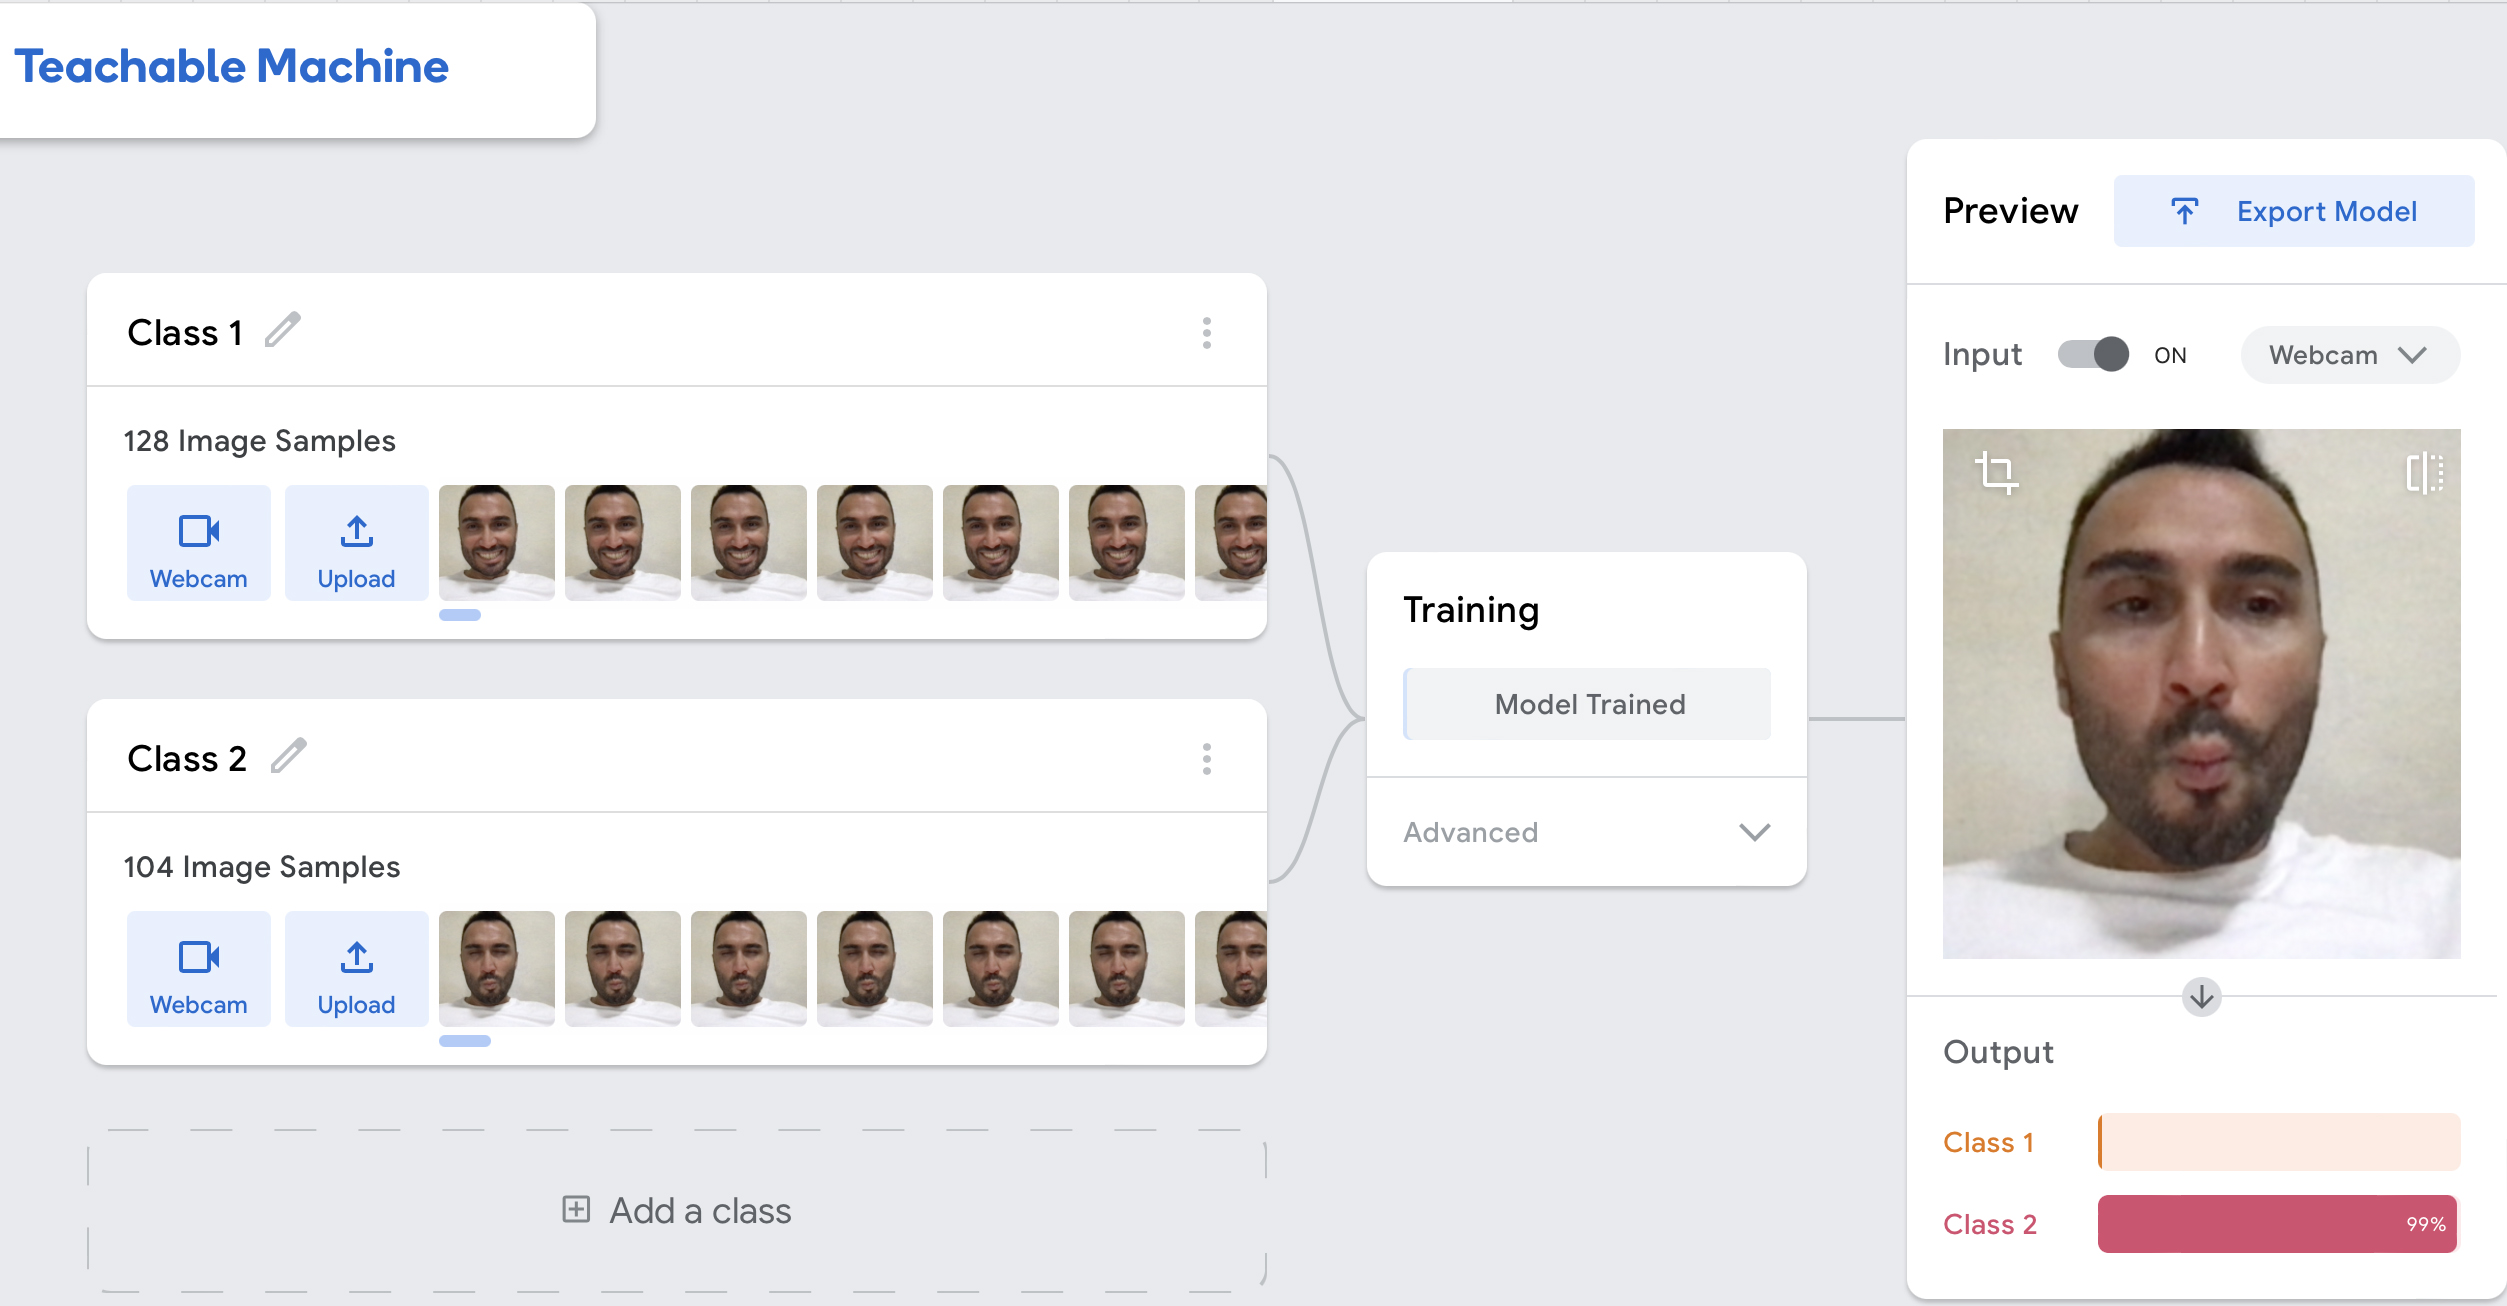 Teachable Machine
Class 1
128 Image Samples
Webcam
Upload
Class 2
104 Image Samples
Webcam
Upload
Add a class
Training
Model Trained
Advanced
Preview
Export Model
Input
ON
Webcam
Output
Class 1
Class 2
99%